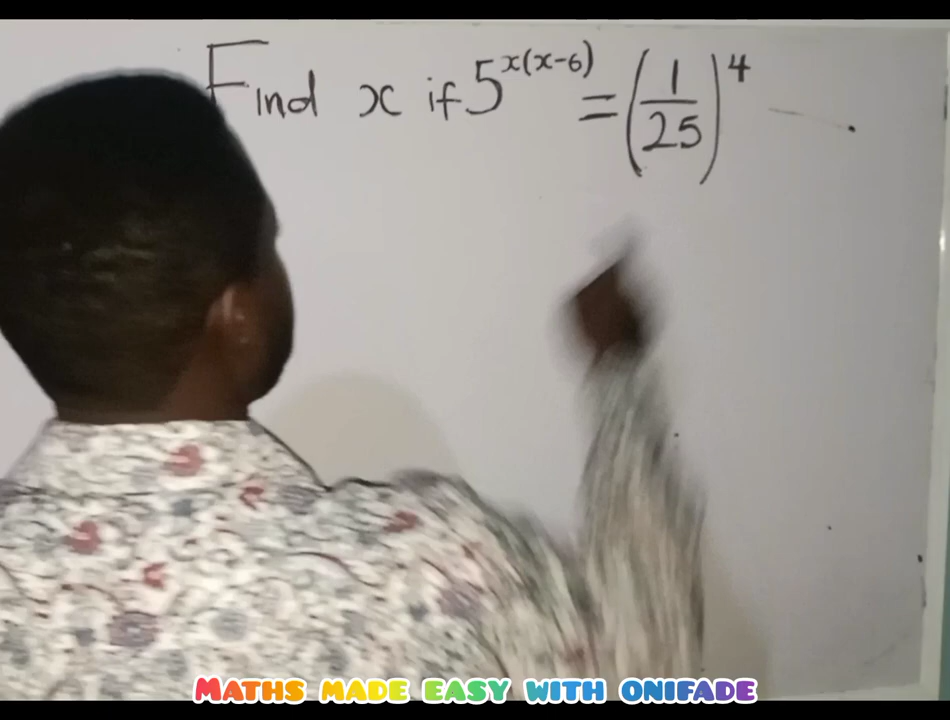 Find x if 5^{x(x-6)} = (1/25)^4
MATHS MADE EASY WITH ONIFADE